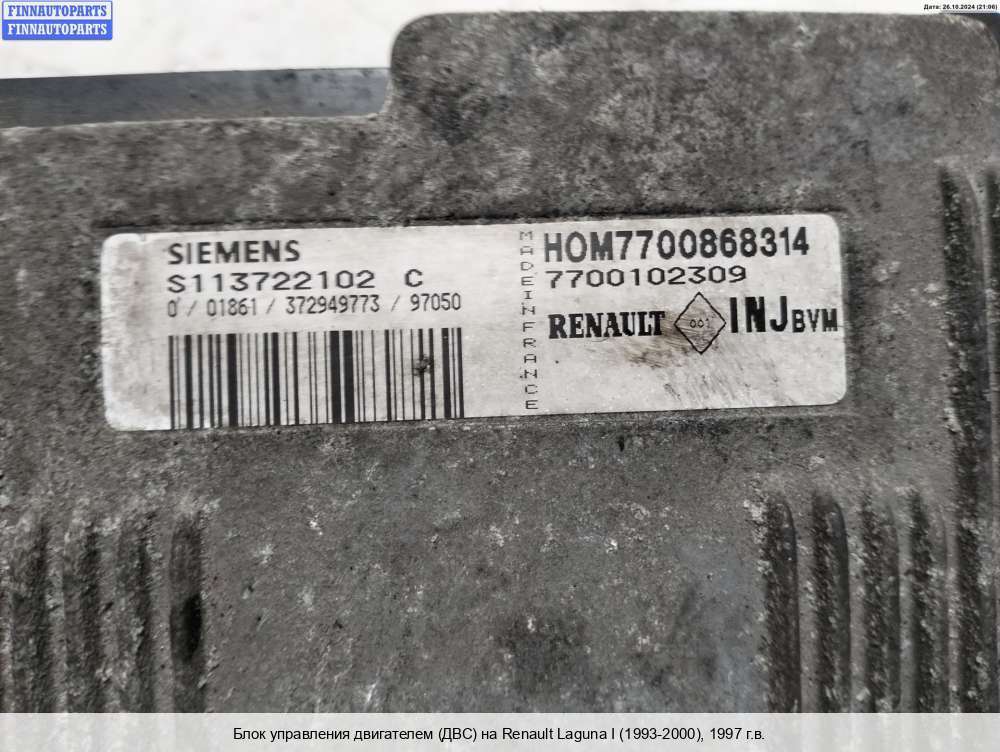 FINNAUTOPARTS
FINNAUTOPARTS
Дата: 26.10.2024 (21:06)
SIEMENS
S113722102 C
0 / 01861 / 372949773 / 97050
MADE IN FRANCE
HOM7700868314
7700102309
RENAULT 001 INJ BVM
Блок управления двигателем (ДВС) на Renault Laguna I (1993-2000), 1997 г.в.